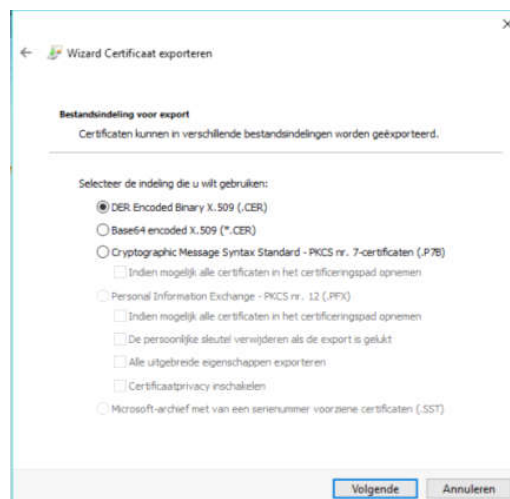 Wizard Certificaat exporteren
Bestandsindeling voor export
Certificaten kunnen in verschillende bestandsindelingen worden geëxporteerd.
Selecteer de indeling die u wilt gebruiken:
DER Encoded Binary X.509 (.CER)
Base64 encoded X.509 (*.CER)
Cryptographic Message Syntax Standard - PKCS nr. 7-certificaten (.P7B)
Indien mogelijk alle certificaten in het certificeringspad opnemen
Personal Information Exchange - PKCS nr. 12 (.PFX)
Indien mogelijk alle certificaten in het certificeringspad opnemen
De persoonlijke sleutel verwijderen als de export is gelukt
Alle uitgebreide eigenschappen exporteren
Certificaatprivacy inschakelen
Microsoft-archief met van een serienummer voorziene certificaten (.SST)
Volgende Annuleren